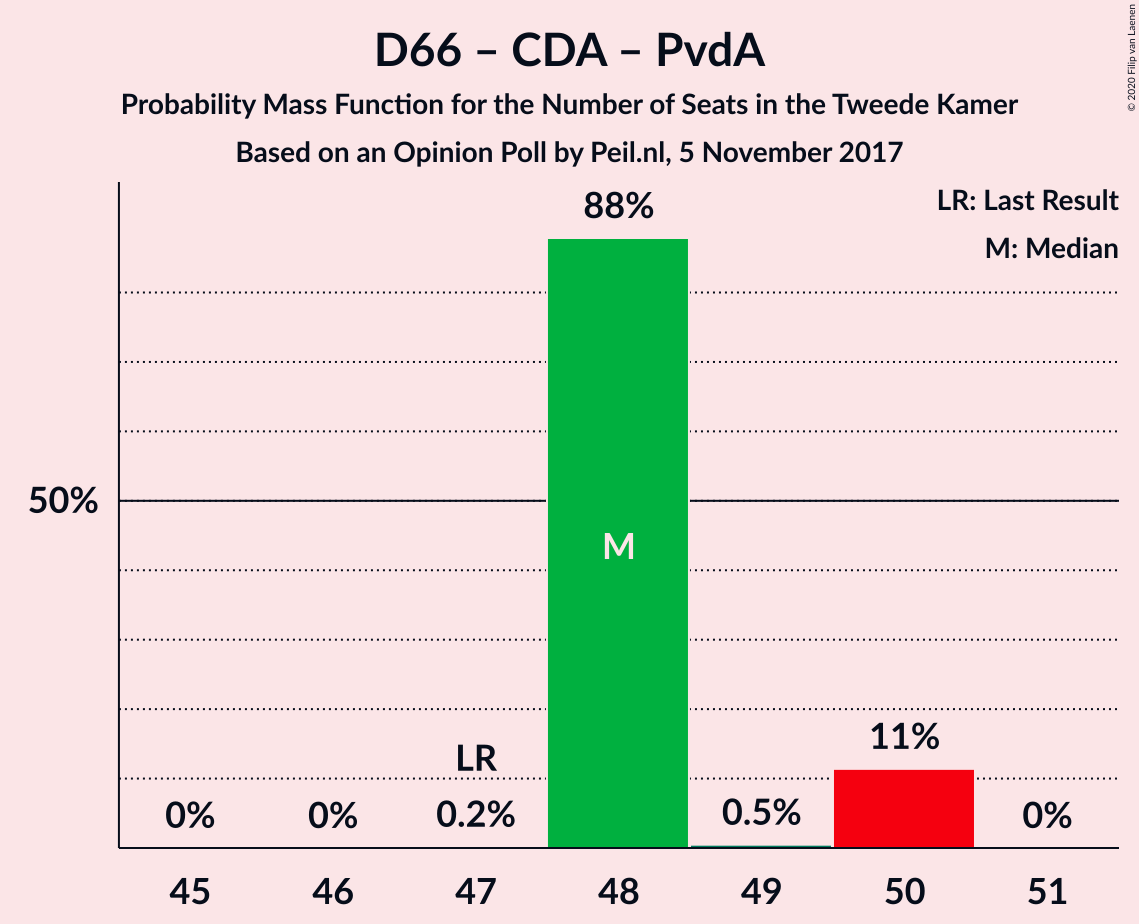 D66 – CDA – PvdA
Probability Mass Function for the Number of Seats in the Tweede Kamer
Based on an Opinion Poll by Peil.nl, 5 November 2017
© 2020 Filip van Laenen
LR: Last Result
M: Median
88%
50%
M
11%
LR
0%
0%
0.2%
0.5%
0%
45
46
47
48
49
50
51